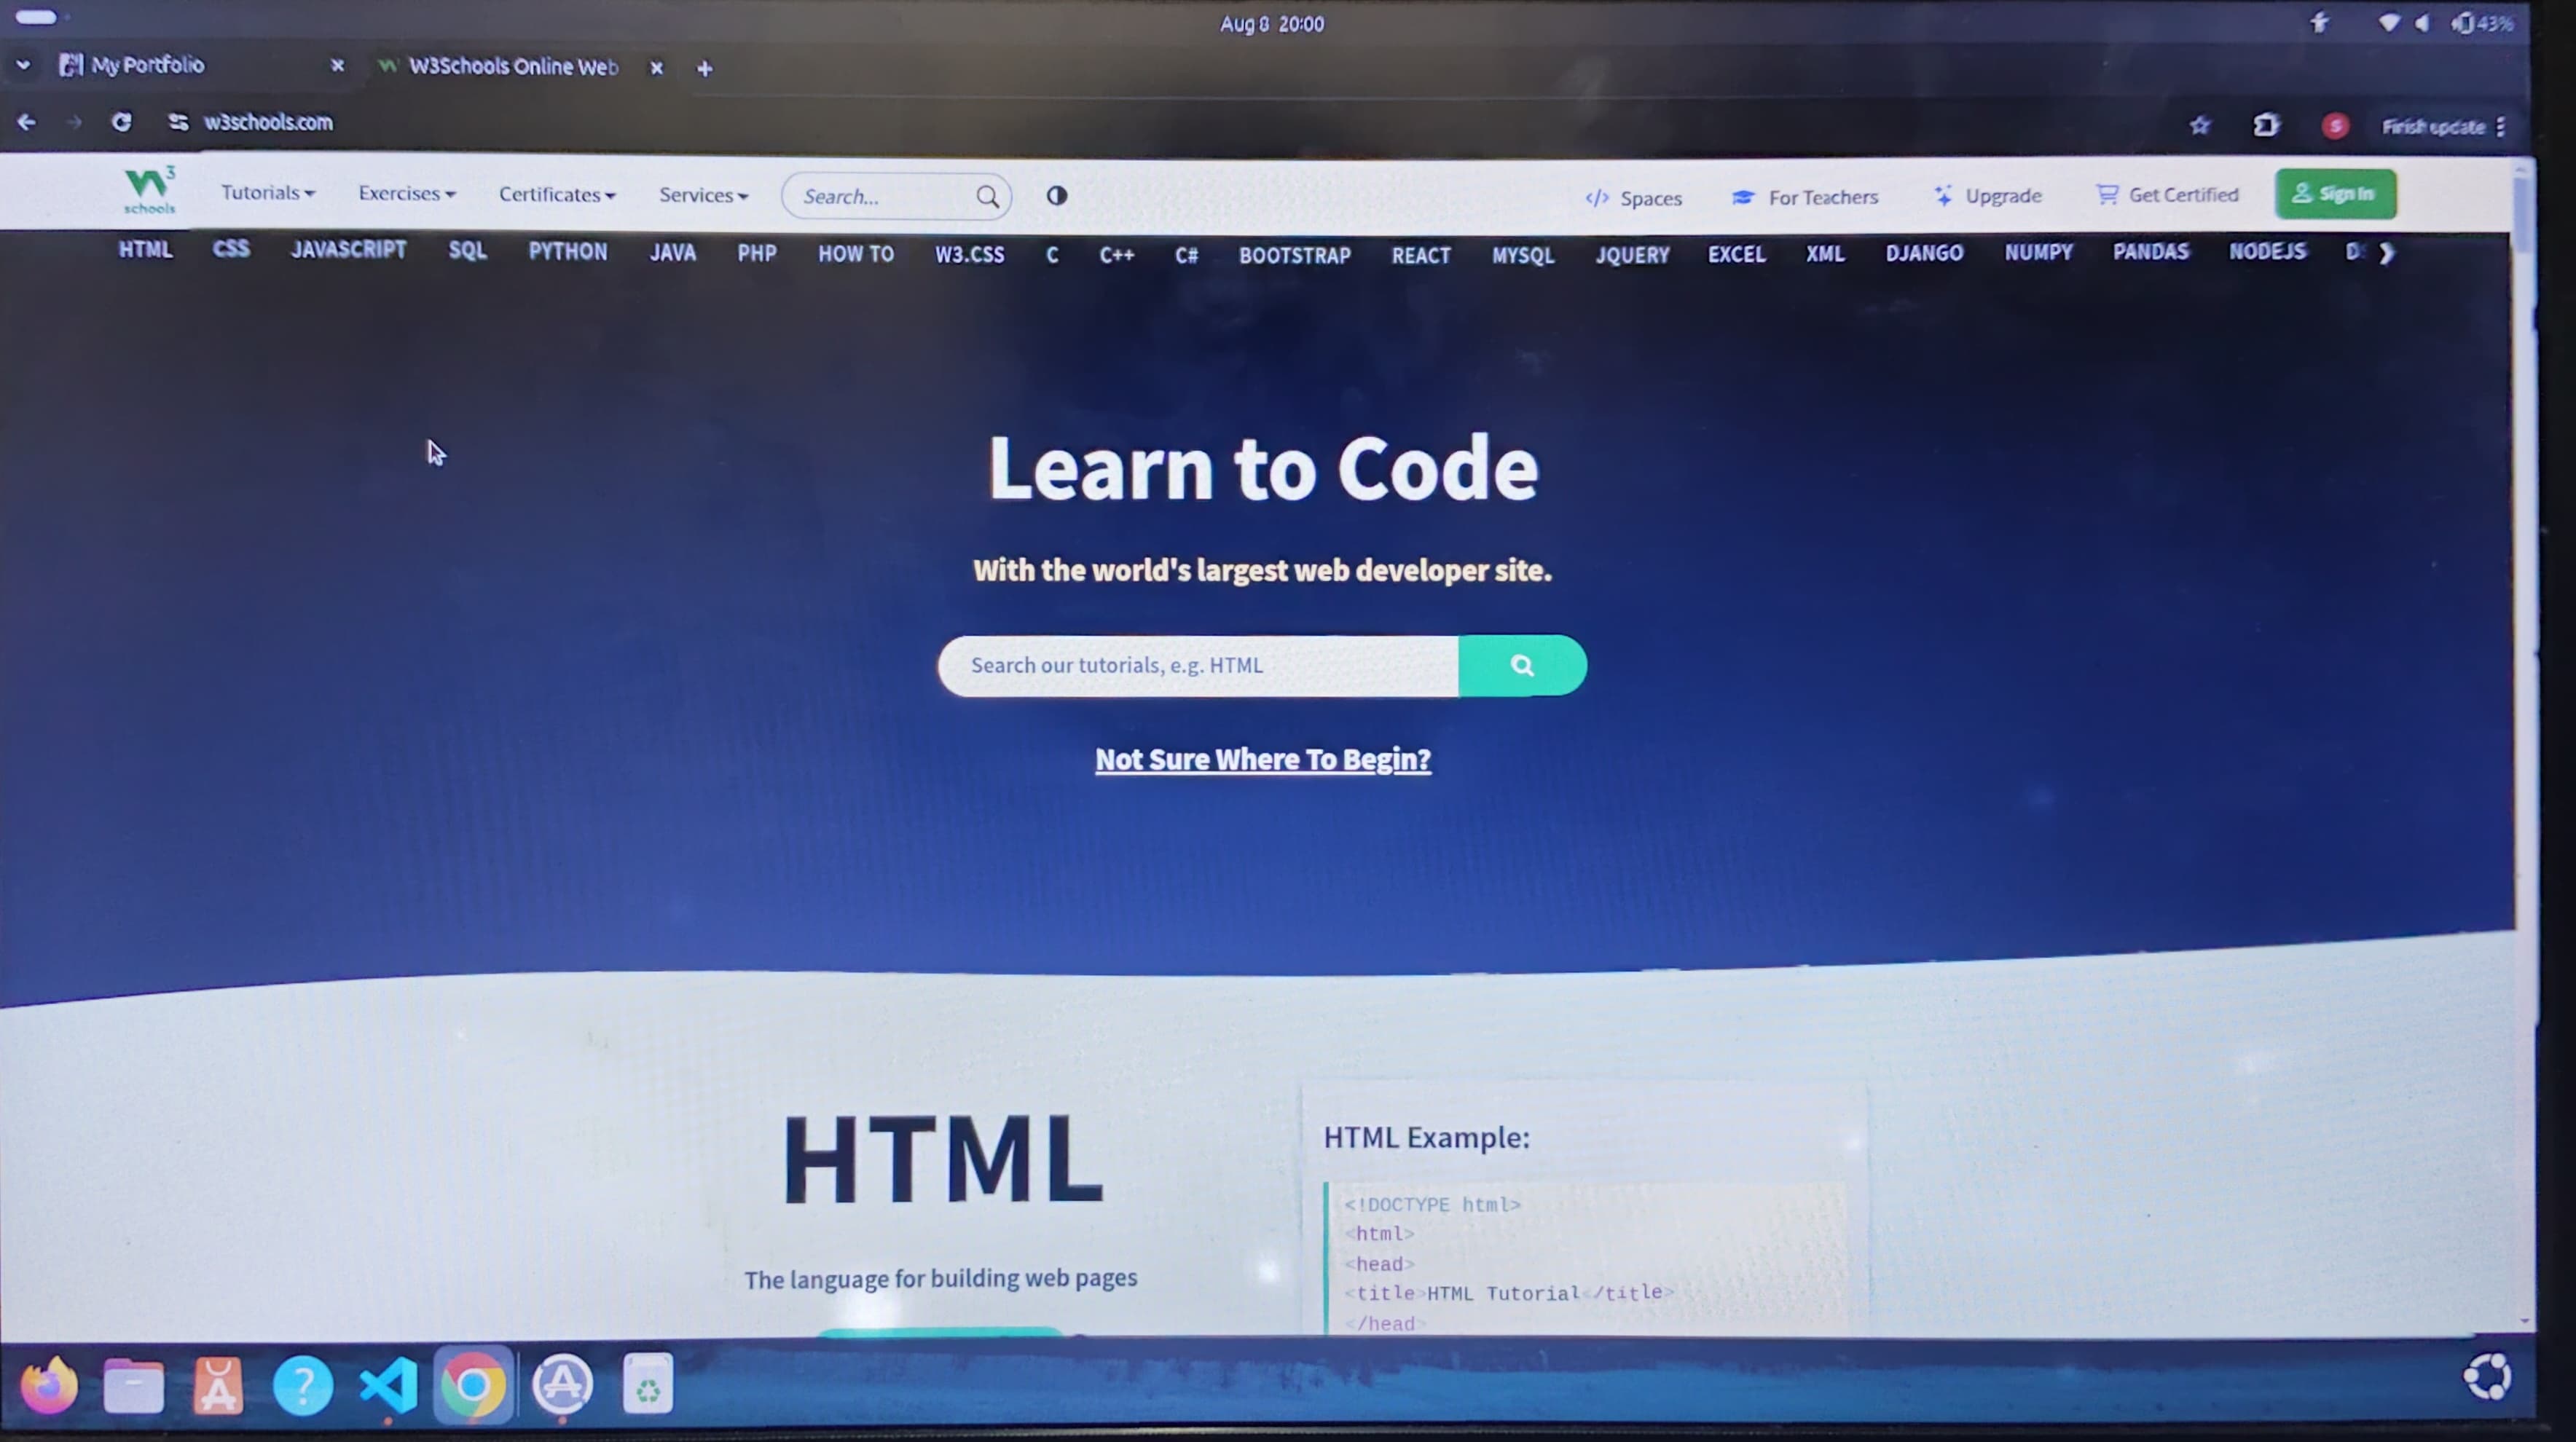 Aug 8 20:00
43%
My Portfolio
W3Schools Online Web
w3schools.com
S
Finish update
W3 schools
Tutorials
Exercises
Certificates
Services
Search...
</> Spaces
For Teachers
Upgrade
Get Certified
Sign In
HTML CSS JAVASCRIPT SQL PYTHON JAVA PHP HOW TO W3.CSS C C++ C# BOOTSTRAP REACT MYSQL JQUERY EXCEL XML DJANGO NUMPY PANDAS NODEJS D
Learn to Code
With the world's largest web developer site.
Search our tutorials, e.g. HTML
Not Sure Where To Begin?
HTML
The language for building web pages
HTML Example:
<!DOCTYPE html>
<html>
<head>
<title>HTML Tutorial</title>
</head>